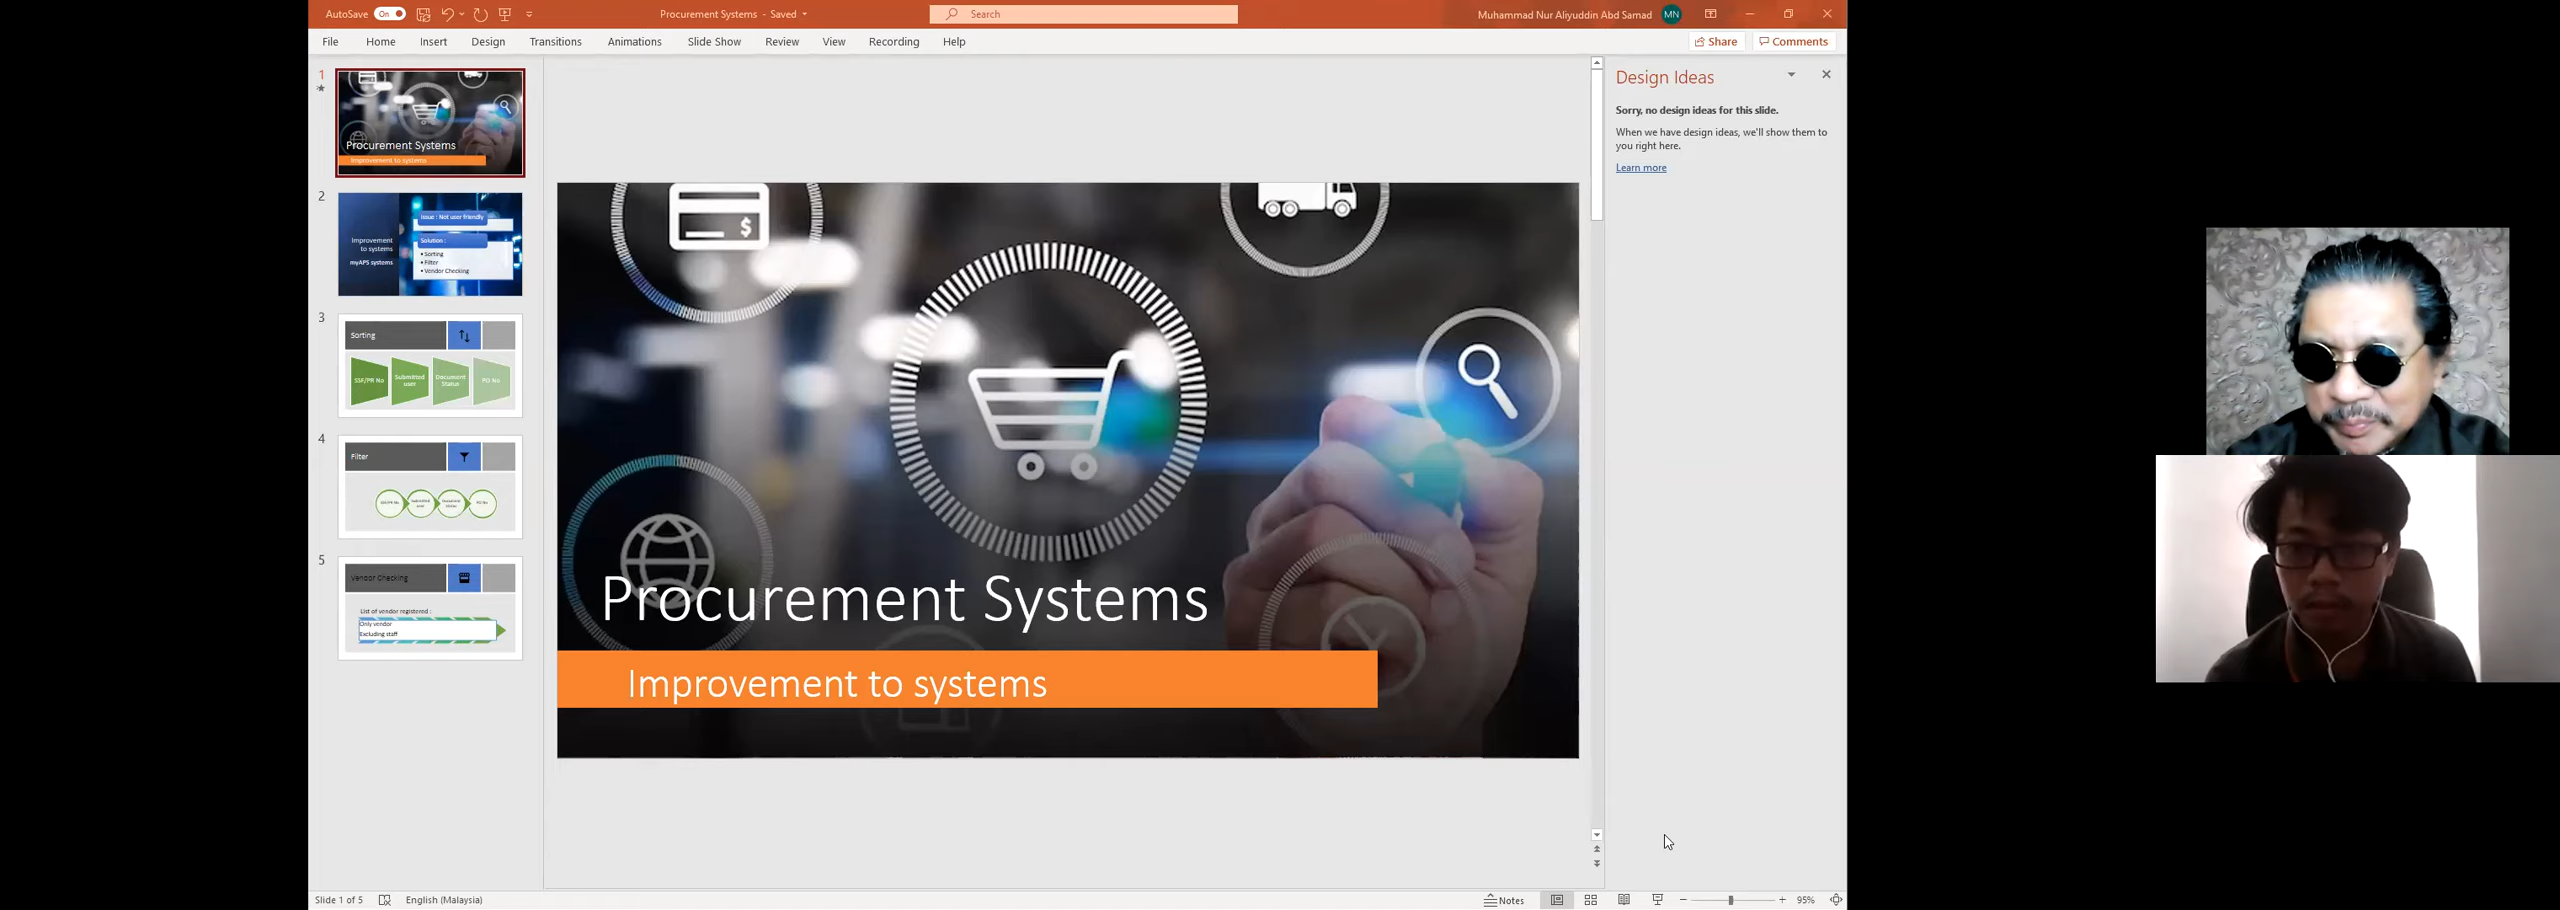 AutoSave On
Procurement Systems - Saved
Search
Muhammad Nur Aliyuddin Abd Samad MN
File Home Insert Design Transitions Animations Slide Show Review View Recording Help
Share Comments
1
Procurement Systems
Improvement to systems
2
Improvement
to systems
myAPS systems
Issue : Not user friendly
Solution :
• Sorting
• Filter
• Vendor Checking
3
Sorting
SSF/PR No
Submitted
user
Document
Status
PO No
4
Filter
SSF/PR No
PO No
5
Vendor Checking
List of vendor registered :
Only vendor
Excluding staff
$
Procurement Systems
Improvement to systems
Design Ideas
Sorry, no design ideas for this slide.
When we have design ideas, we'll show them to
you right here.
Learn more
Slide 1 of 5 English (Malaysia)
Notes
95%